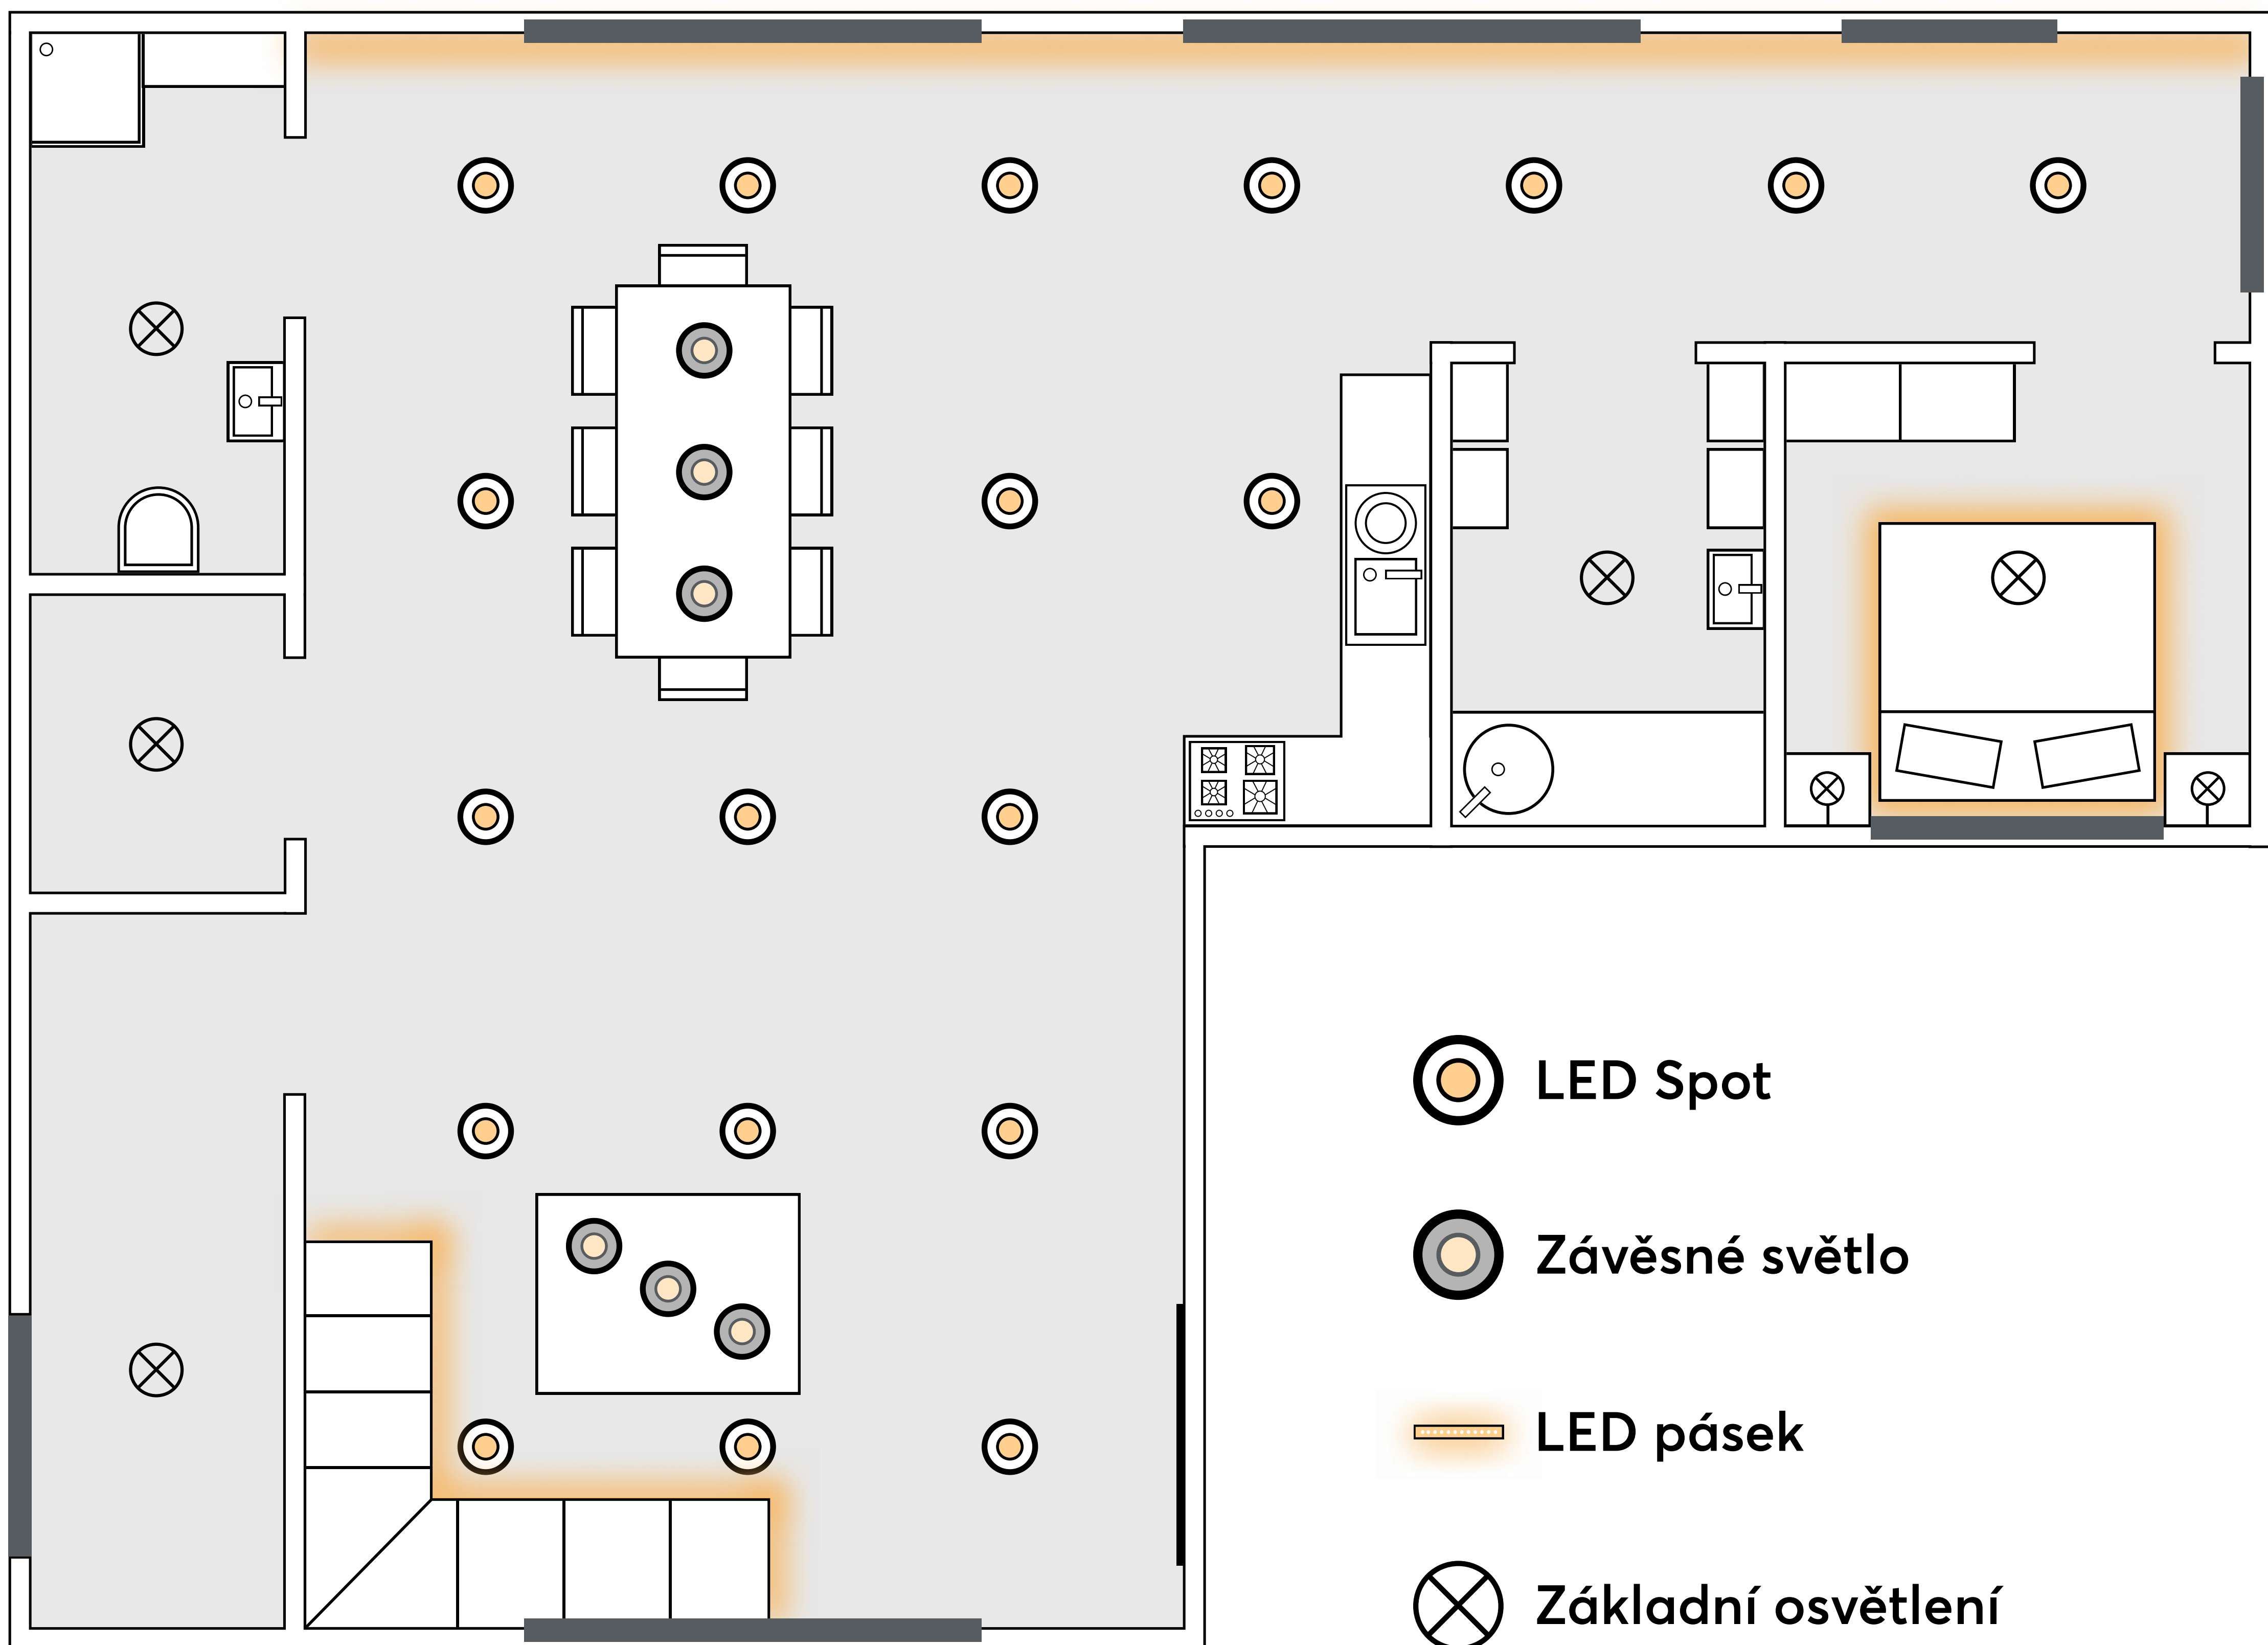 LED Spot
Závěsné světlo
LED pásek
Základní osvětlení